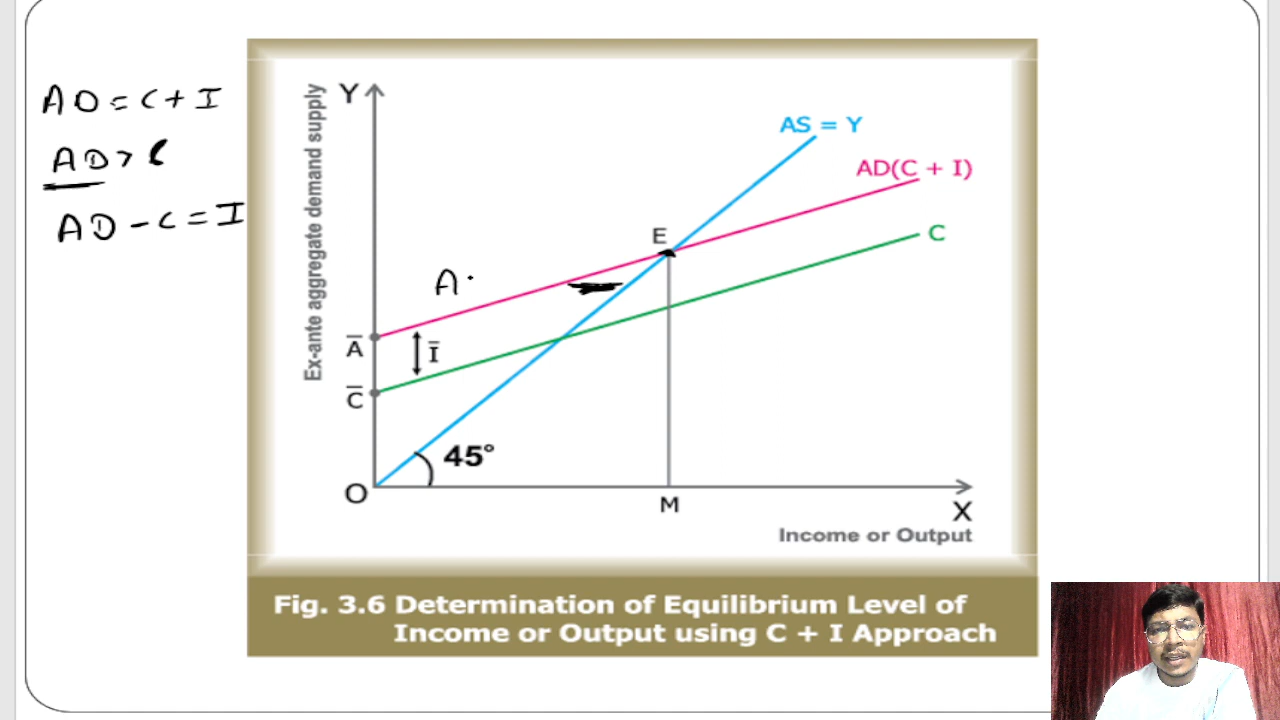 AD = C + I
AD > C
AD - C = I
Y
Ex-ante aggregate demand supply
AS = Y
AD(C + I)
E
C
A
A̅
I̅
C̅
45°
O
M
X
Income or Output
Fig. 3.6 Determination of Equilibrium Level of
Income or Output using C + I Approach